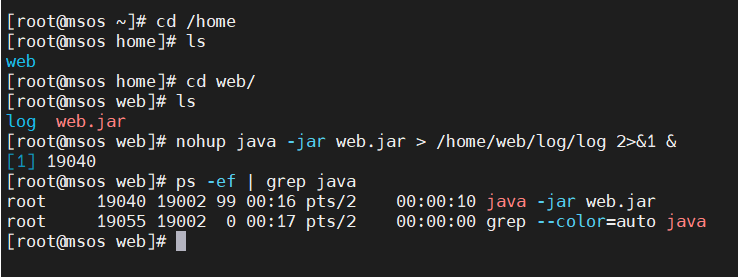 [root@msos ~]# cd /home
[root@msos home]# ls
web
[root@msos home]# cd web/
[root@msos web]# ls
log  web.jar
[root@msos web]# nohup java -jar web.jar > /home/web/log/log 2>&1 &
[1] 19040
[root@msos web]# ps -ef | grep java
root     19040 19002 99 00:16 pts/2    00:00:10 java -jar web.jar
root     19055 19002  0 00:17 pts/2    00:00:00 grep --color=auto java
[root@msos web]#